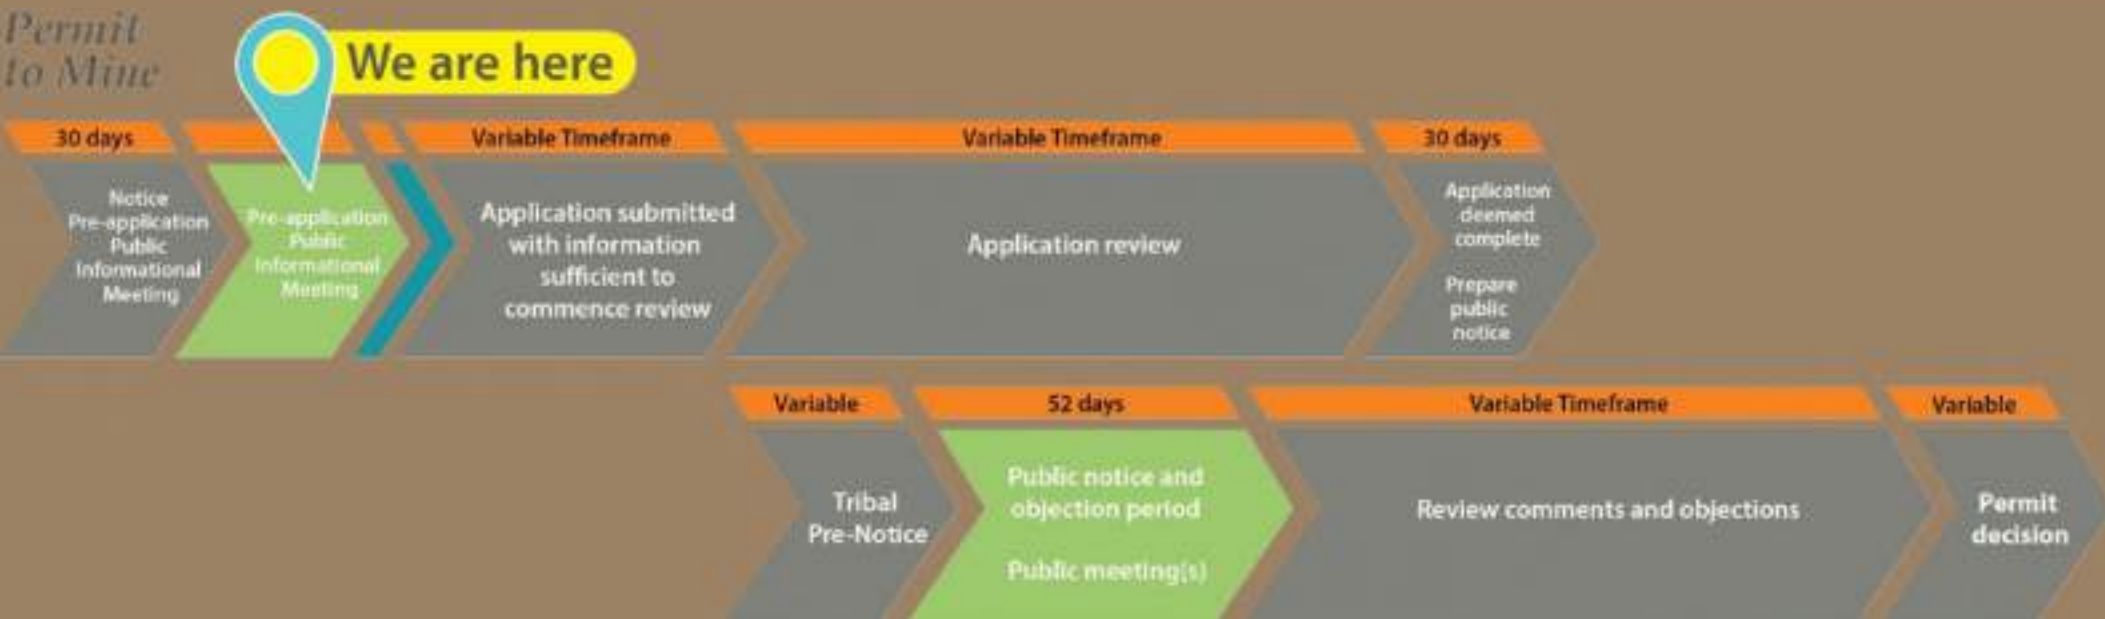 Permit
to Mine
We are here
30 days
Notice
Pre-application
Public
Informational
Meeting
Pre-application
Public
Informational
Meeting
Variable Timeframe
Application submitted
with information
sufficient to
commence review
Variable Timeframe
Application review
30 days
Application
deemed
complete
Prepare
public
notice
Variable
Tribal
Pre-Notice
52 days
Public notice and
objection period
Public meeting(s)
Variable Timeframe
Review comments and objections
Variable
Permit
decision